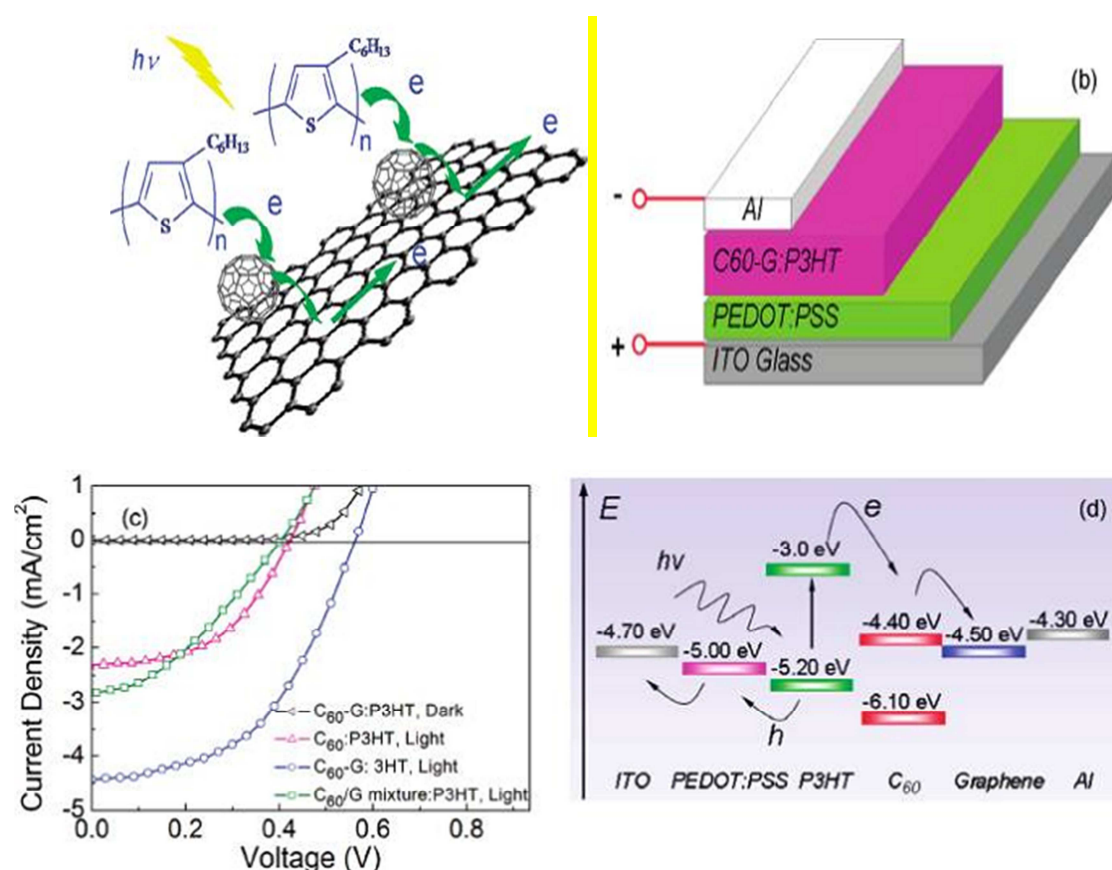 hν
C6H13
S
n
e
e
C6H13
S
n
e
e
(b)
-
Al
C60-G:P3HT
PEDOT:PSS
+
ITO Glass
(c)
Current Density (mA/cm²)
1
0
-1
-2
-3
-4
-5
C₆₀-G:P3HT, Dark
C₆₀:P3HT, Light
C₆₀-G: 3HT, Light
C₆₀/G mixture:P3HT, Light
0.0 0.2 0.4 0.6 0.8
Voltage (V)
(d)
E
e
hν
-3.0 eV
-4.70 eV
-5.00 eV
-5.20 eV
-4.40 eV
-4.50 eV
-4.30 eV
-6.10 eV
h
ITO PEDOT:PSS P3HT C₆₀ Graphene Al